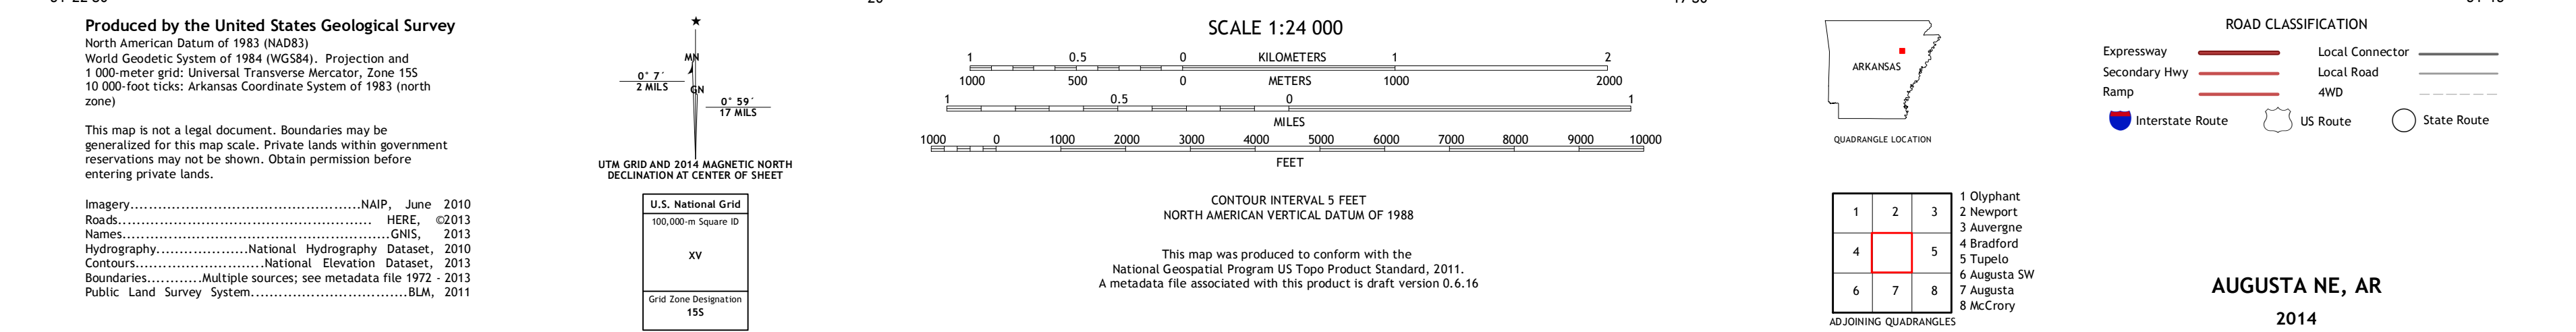 Produced by the United States Geological Survey
North American Datum of 1983 (NAD83)
World Geodetic System of 1984 (WGS84). Projection and
1 000-meter grid: Universal Transverse Mercator, Zone 15S
10 000-foot ticks: Arkansas Coordinate System of 1983 (north
zone)
This map is not a legal document. Boundaries may be
generalized for this map scale. Private lands within government
reservations may not be shown. Obtain permission before
entering private lands.
Imagery..........................................NAIP, June 2010
Roads.............................................. HERE, ©2013
Names..............................................GNIS, 2013
Hydrography...................National Hydrography Dataset, 2010
Contours.........................National Elevation Dataset, 2013
Boundaries..........Multiple sources; see metadata file 1972 - 2013
Public Land Survey System................................BLM, 2011
MN
0° 7´
2 MILS
GN
0° 59´
17 MILS
UTM GRID AND 2014 MAGNETIC NORTH
DECLINATION AT CENTER OF SHEET
U.S. National Grid
100,000-m Square ID
XV
Grid Zone Designation
15S
SCALE 1:24 000
1 0.5 0 KILOMETERS 1 2
1000 500 0 METERS 1000 2000
1 0.5 0 1
MILES
1000 0 1000 2000 3000 4000 5000 6000 7000 8000 9000 10000
FEET
CONTOUR INTERVAL 5 FEET
NORTH AMERICAN VERTICAL DATUM OF 1988
This map was produced to conform with the
National Geospatial Program US Topo Product Standard, 2011.
A metadata file associated with this product is draft version 0.6.16
ARKANSAS
QUADRANGLE LOCATION
1 2 3
4 5
6 7 8
ADJOINING QUADRANGLES
1 Olyphant
2 Newport
3 Auvergne
4 Bradford
5 Tupelo
6 Augusta SW
7 Augusta
8 McCrory
ROAD CLASSIFICATION
Expressway
Secondary Hwy
Ramp
Local Connector
Local Road
4WD
Interstate Route
US Route
State Route
AUGUSTA NE, AR
2014